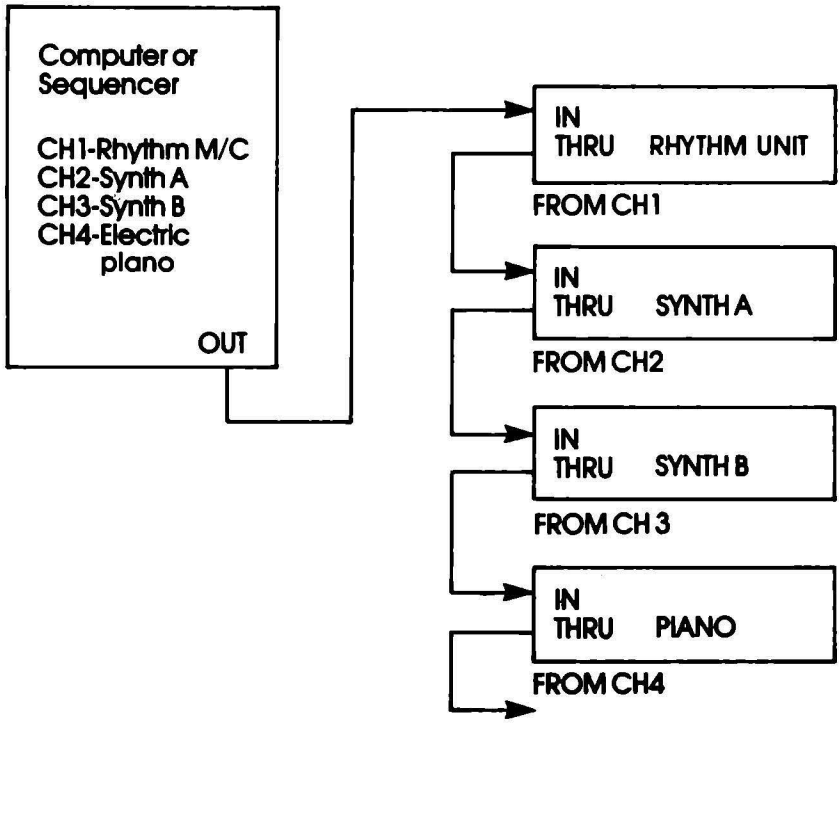 Computer or
Sequencer
CH1-Rhythm M/C
CH2-Synth A
CH3-Synth B
CH4-Electric
piano
OUT
IN
THRU RHYTHM UNIT
FROM CH1
IN
THRU SYNTH A
FROM CH2
IN
THRU SYNTH B
FROM CH 3
IN
THRU PIANO
FROM CH4